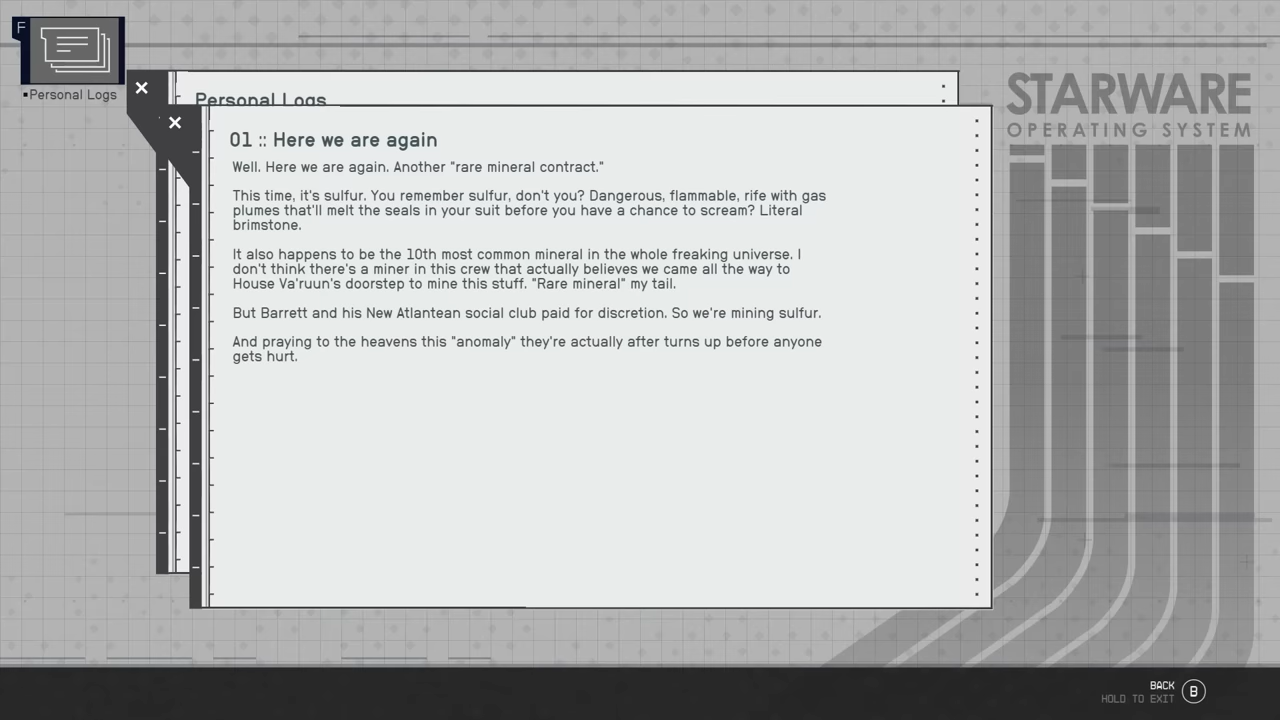 F
Personal Logs
Personal Logs
STARWARE
OPERATING SYSTEM
01 :: Here we are again
Well. Here we are again. Another "rare mineral contract."
This time, it's sulfur. You remember sulfur, don't you? Dangerous, flammable, rife with gas
plumes that'll melt the seals in your suit before you have a chance to scream? Literal
brimstone.
It also happens to be the 10th most common mineral in the whole freaking universe. I
don't think there's a miner in this crew that actually believes we came all the way to
House Va'ruun's doorstep to mine this stuff. "Rare mineral" my tail.
But Barrett and his New Atlantean social club paid for discretion. So we're mining sulfur.
And praying to the heavens this "anomaly" they're actually after turns up before anyone
gets hurt.
BACK
HOLD TO EXIT
B